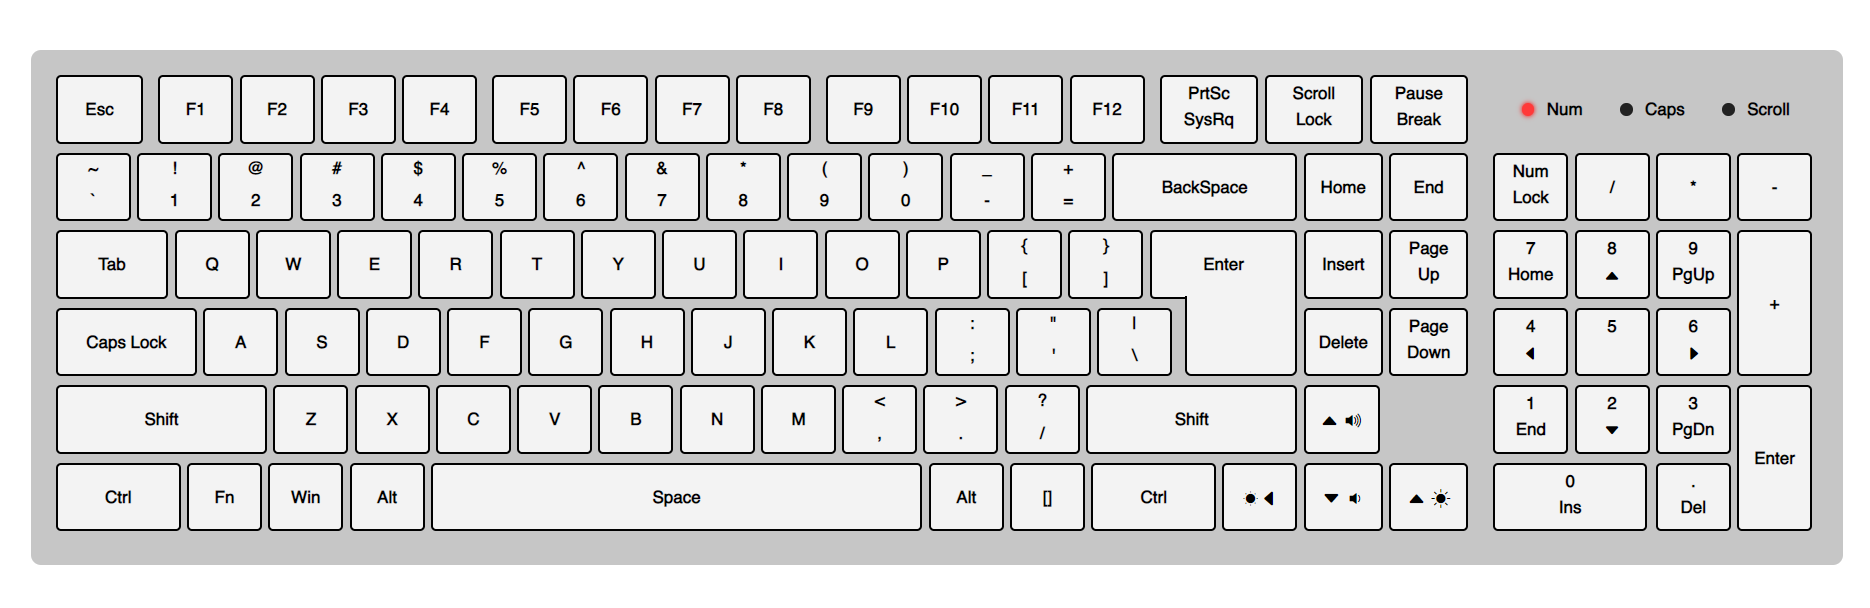 Esc F1 F2 F3 F4 F5 F6 F7 F8 F9 F10 F11 F12 PrtSc SysRq Scroll Lock Pause Break Num Caps Scroll
~ ` ! 1 @ 2 # 3 $ 4 % 5 ^ 6 & 7 * 8 ( 9 ) 0 _ - + = BackSpace Home End Num Lock / * -
Tab Q W E R T Y U I O P { [ } ] Enter Insert Page Up 7 Home 8 ▲ 9 PgUp +
Caps Lock A S D F G H J K L : ; " ' | \ Delete Page Down 4 ◀ 5 6 ▶
Shift Z X C V B N M < , > . ? / Shift ▲ 1 End 2 ▼ 3 PgDn Enter
Ctrl Fn Win Alt Space Alt [] Ctrl ◀ ▼ ▲ 0 Ins . Del